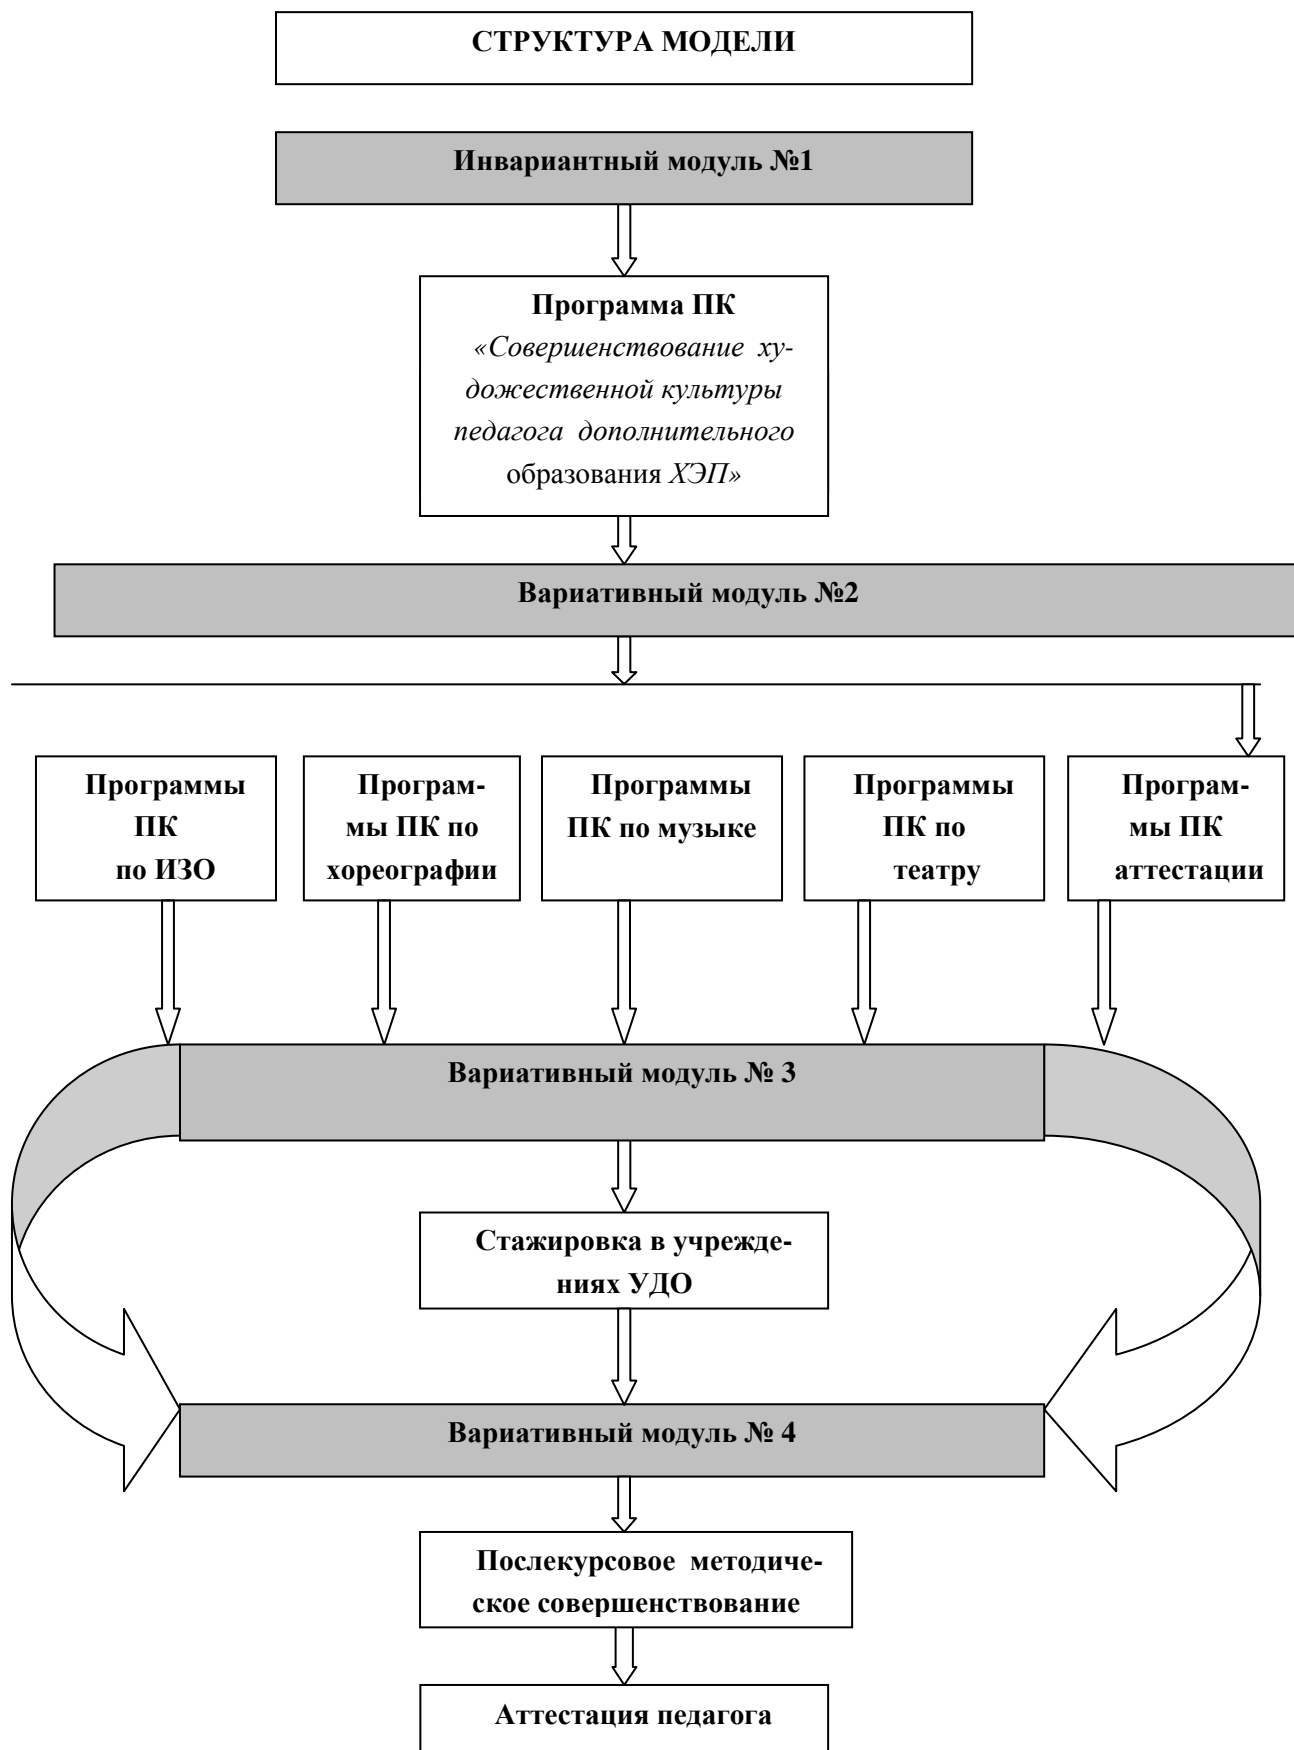 СТРУКТУРА МОДЕЛИ
Инвариантный модуль №1
Программа ПК
«Совершенствование ху-
дожественной культуры
педагога дополнительного
образования ХЭП»
Вариативный модуль №2
Программы
ПК
по ИЗО
Програм-
мы ПК по
хореографии
Программы
ПК по музыке
Программы
ПК по
театру
Програм-
мы ПК
аттестации
Вариативный модуль № 3
Стажировка в учрежде-
ниях УДО
Вариативный модуль № 4
Послекурсовое методиче-
ское совершенствование
Аттестация педагога